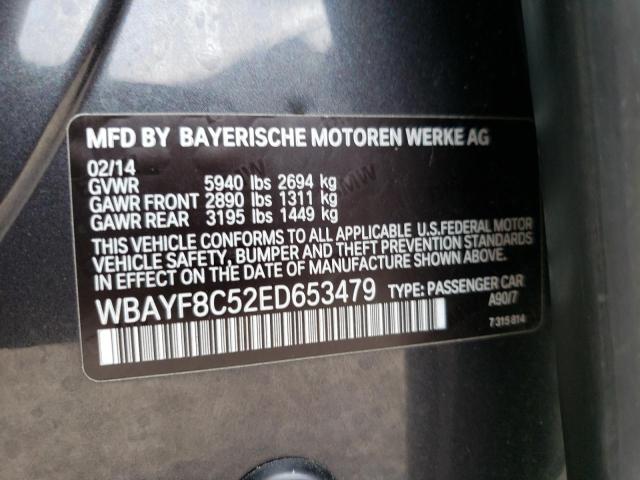 MFD BY BAYERISCHE MOTOREN WERKE AG
02/14
GVWR 5940 lbs 2694 kg
GAWR FRONT 2890 lbs 1311 kg
GAWR REAR 3195 lbs 1449 kg
THIS VEHICLE CONFORMS TO ALL APPLICABLE U.S.FEDERAL MOTOR
VEHICLE SAFETY, BUMPER AND THEFT PREVENTION STANDARDS
IN EFFECT ON THE DATE OF MANUFACTURE SHOWN ABOVE.
WBAYF8C52ED653479 TYPE: PASSENGER CAR
A90/7
7315814